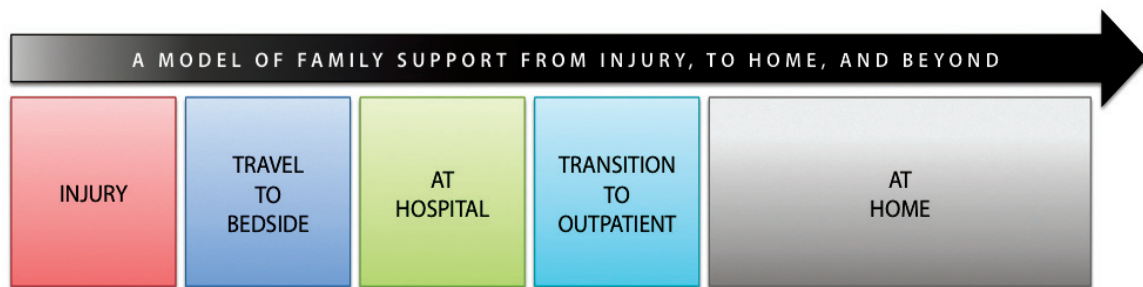 A MODEL OF FAMILY SUPPORT FROM INJURY, TO HOME, AND BEYOND
INJURY
TRAVEL
TO
BEDSIDE
AT
HOSPITAL
TRANSITION
TO
OUTPATIENT
AT
HOME